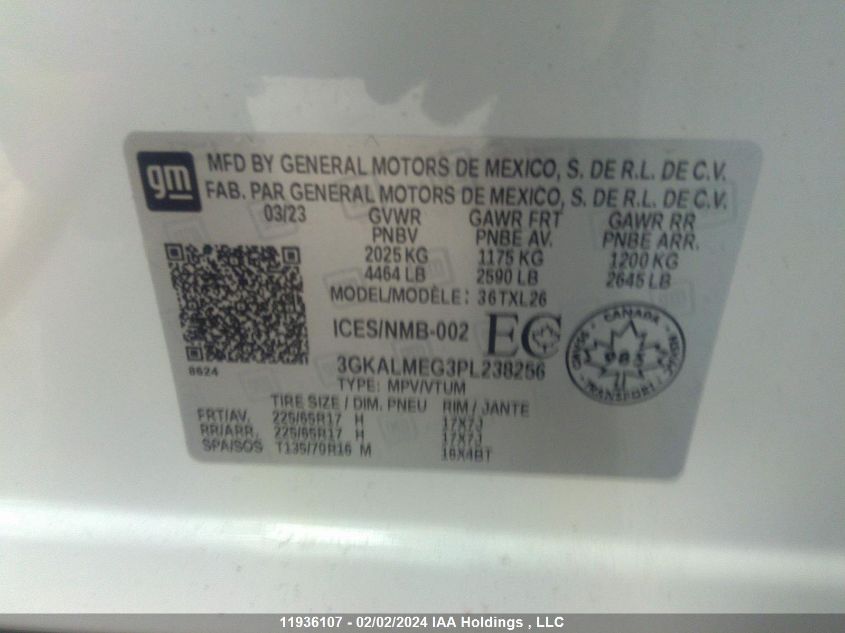 gm
MFD BY GENERAL MOTORS DE MEXICO, S. DE R.L. DE C.V.
FAB. PAR GENERAL MOTORS DE MEXICO, S. DE R.L. DE C.V.
03/23 GVWR GAWR FRT GAWR RR
PNBV PNBE AV. PNBE ARR.
2025 KG 1175 KG 1200 KG
4464 LB 2590 LB 2645 LB
MODEL/MODÈLE: 36TXL26
ICES/NMB-002 EC
CANADA
TRANSPORT
8624
3GKALMEG3PL238256
TYPE: MPV/VTUM
TIRE SIZE / DIM. PNEU RIM / JANTE
FRT/AV. 225/65R17 H 17X7J
RR/ARR. 225/65R17 H 17X7J
SPA/SOS T135/70R16 M 16X4BT
11936107 - 02/02/2024 IAA Holdings , LLC